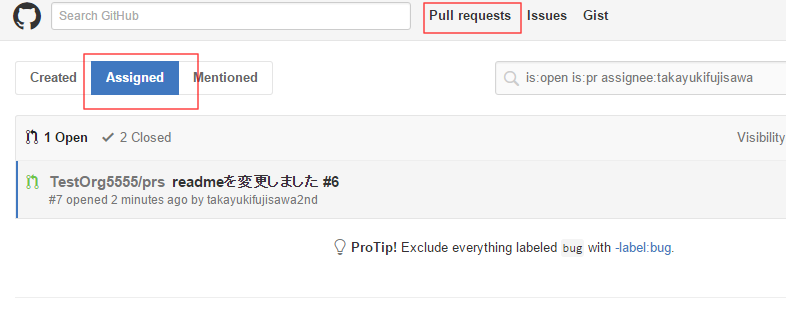 Search GitHub Pull requests Issues Gist
Created Assigned Mentioned is:open is:pr assignee:takayukifujisawa
1 Open 2 Closed Visibility
TestOrg5555/prs readmeを変更しました #6
#7 opened 2 minutes ago by takayukifujisawa2nd
ProTip! Exclude everything labeled bug with -label:bug.